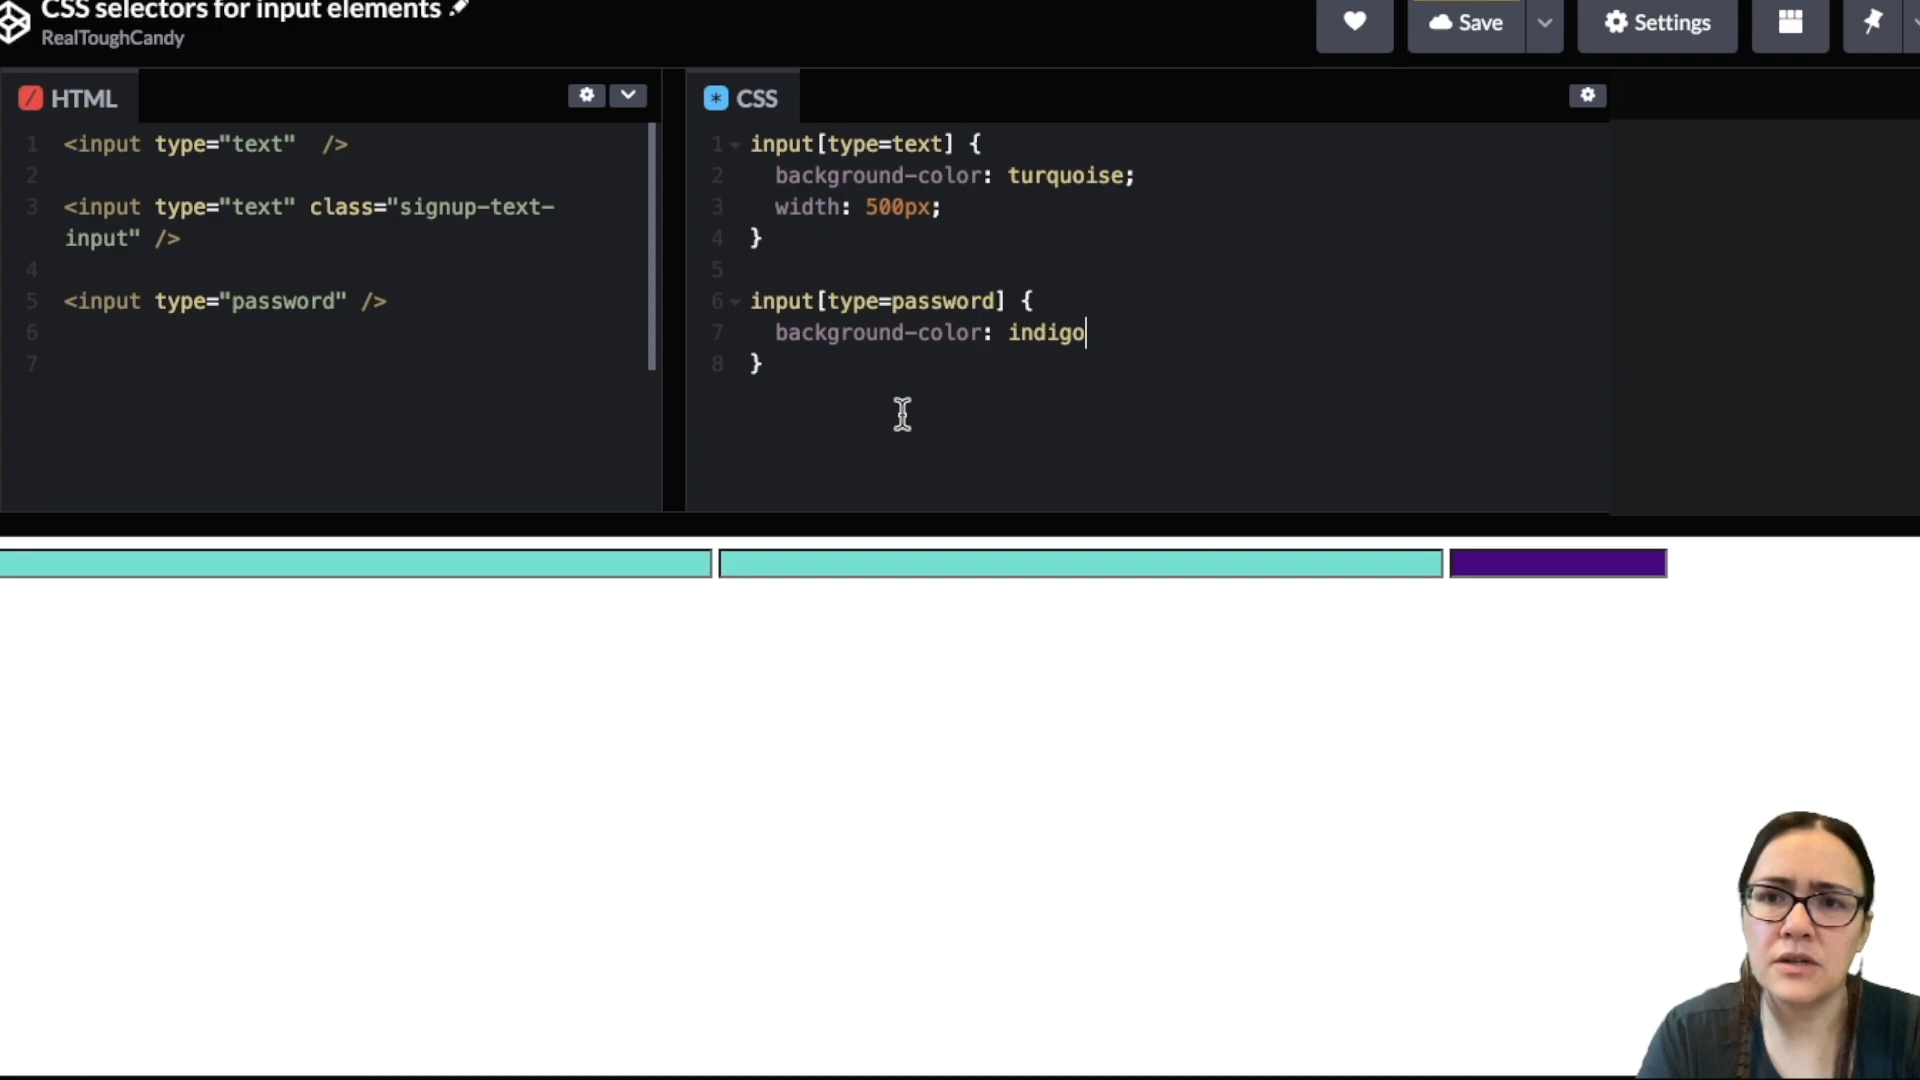 CSS selectors for input elements
RealToughCandy
Save
Settings
HTML
1 <input type="text"  />
2
3 <input type="text" class="signup-text-
input" />
4
5 <input type="password" />
6
7
CSS
1 input[type=text] {
2   background-color: turquoise;
3   width: 500px;
4 }
5
6 input[type=password] {
7   background-color: indigo
8 }